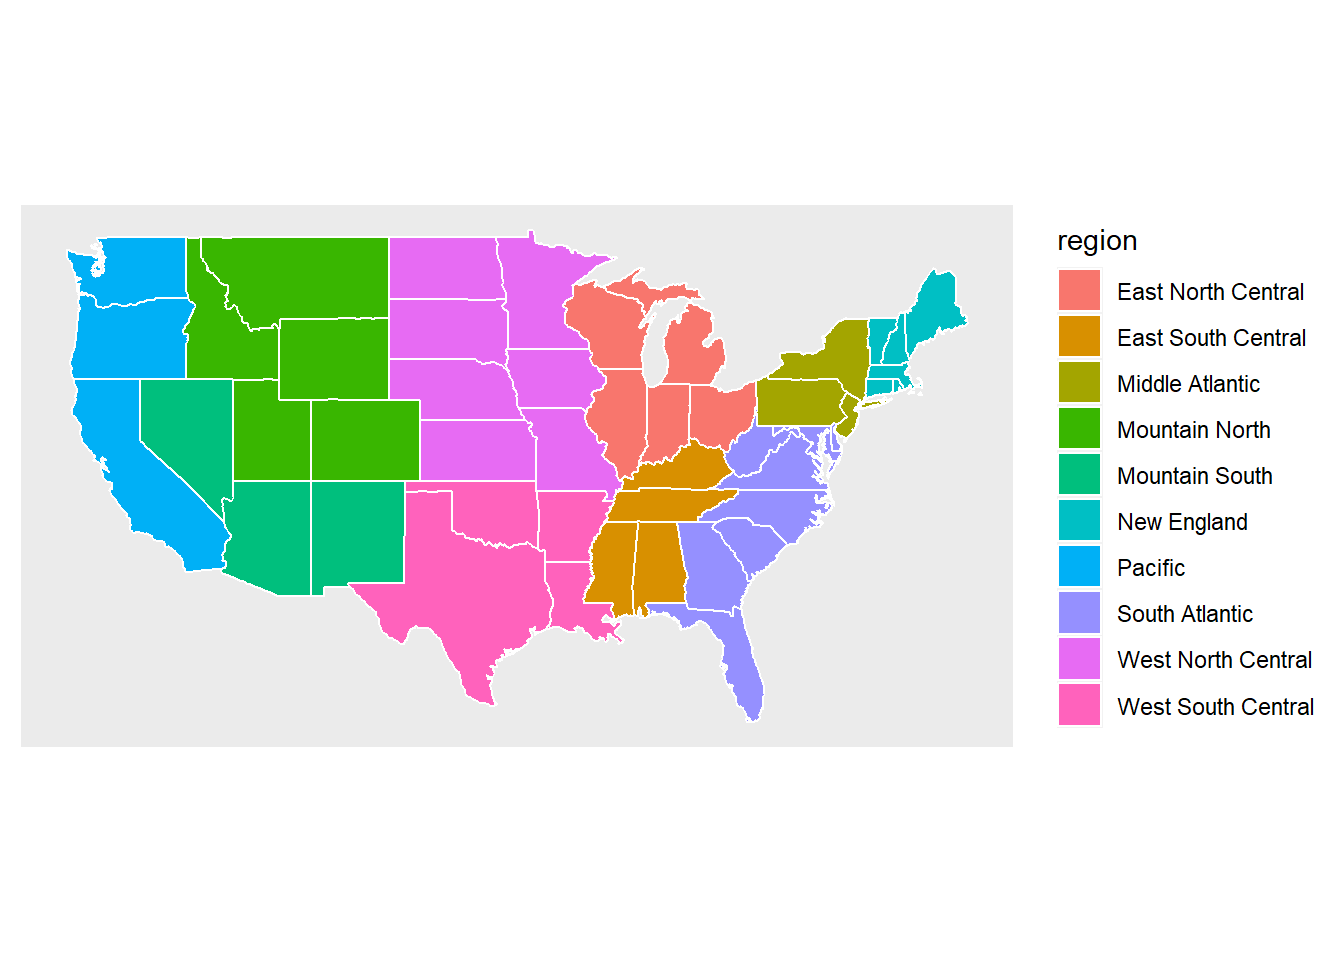 region
East North Central
East South Central
Middle Atlantic
Mountain North
Mountain South
New England
Pacific
South Atlantic
West North Central
West South Central